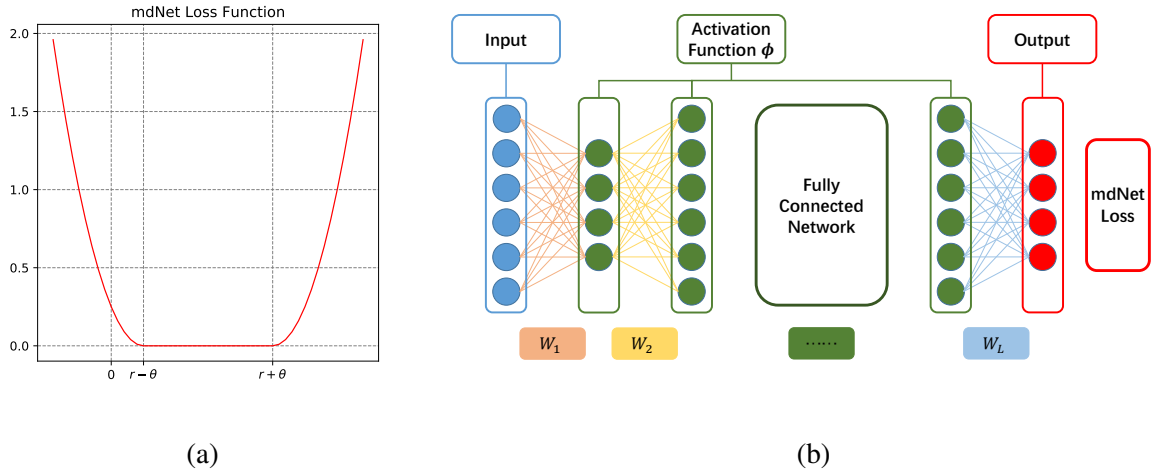 mdNet Loss Function
2.0
1.5
1.0
0.5
0.0
0
r − θ
r + θ
(a)
Input
Activation
Function ϕ
Output
Fully
Connected
Network
mdNet
Loss
W₁
W₂
……
W_L
(b)